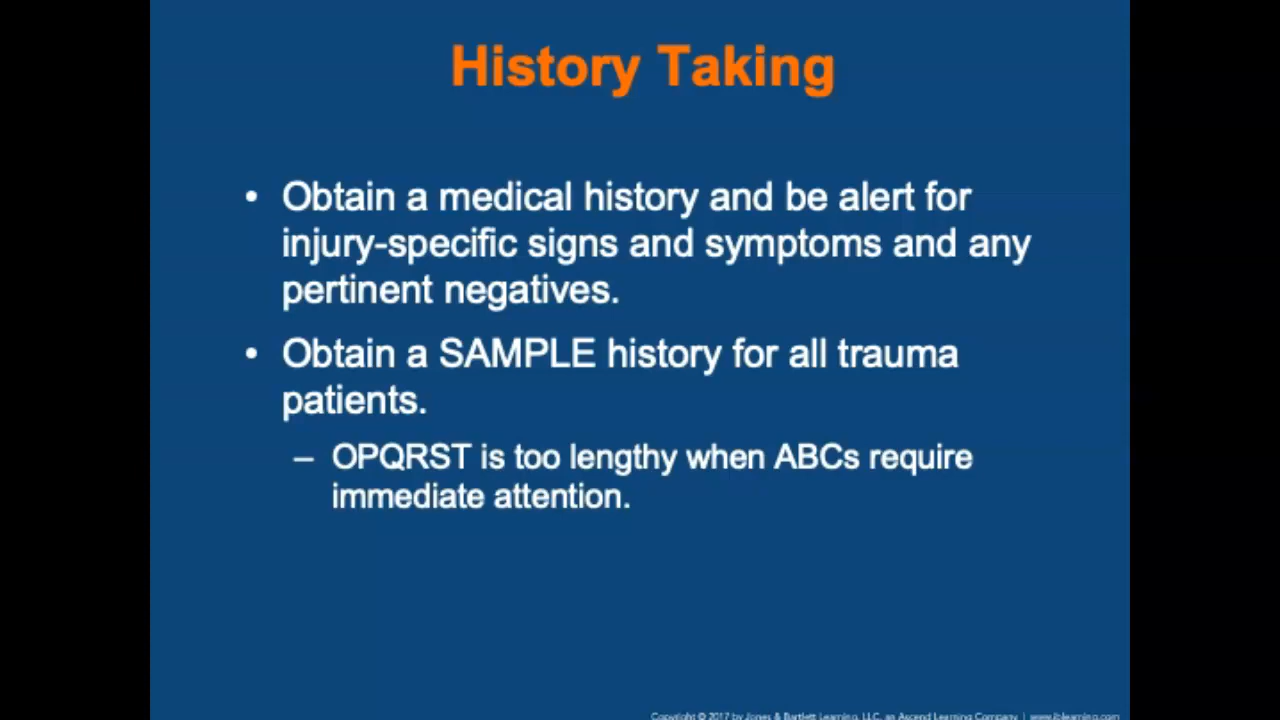 History Taking
• Obtain a medical history and be alert for
injury-specific signs and symptoms and any
pertinent negatives.
• Obtain a SAMPLE history for all trauma
patients.
– OPQRST is too lengthy when ABCs require
immediate attention.
Copyright © 2017 by Jones & Bartlett Learning, LLC, an Ascend Learning Company | www.jblearning.com